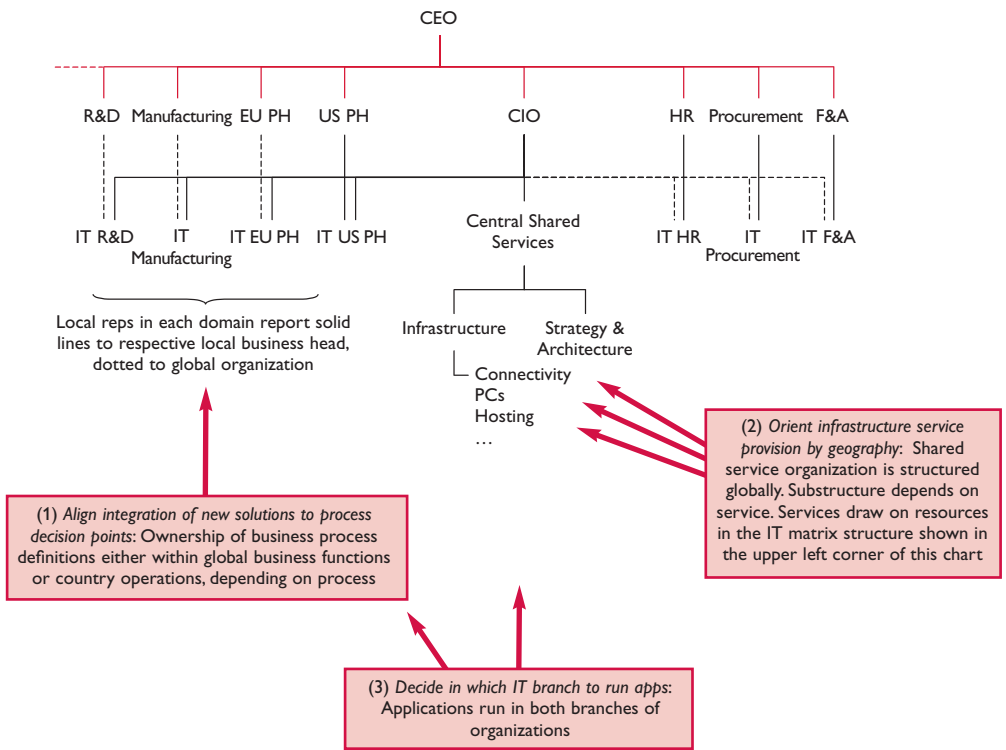 CEO
R&D Manufacturing EU PH US PH CIO HR Procurement F&A
IT R&D
IT
Manufacturing
IT EU PH
IT US PH
Central Shared
Services
IT HR
IT
Procurement
IT F&A
Local reps in each domain report solid
lines to respective local business head,
dotted to global organization
Infrastructure
Strategy &
Architecture
Connectivity
PCs
Hosting
…
(2) Orient infrastructure service
provision by geography: Shared
service organization is structured
globally. Substructure depends on
service. Services draw on resources
in the IT matrix structure shown in
the upper left corner of this chart
(1) Align integration of new solutions to process
decision points: Ownership of business process
definitions either within global business functions
or country operations, depending on process
(3) Decide in which IT branch to run apps:
Applications run in both branches of
organizations